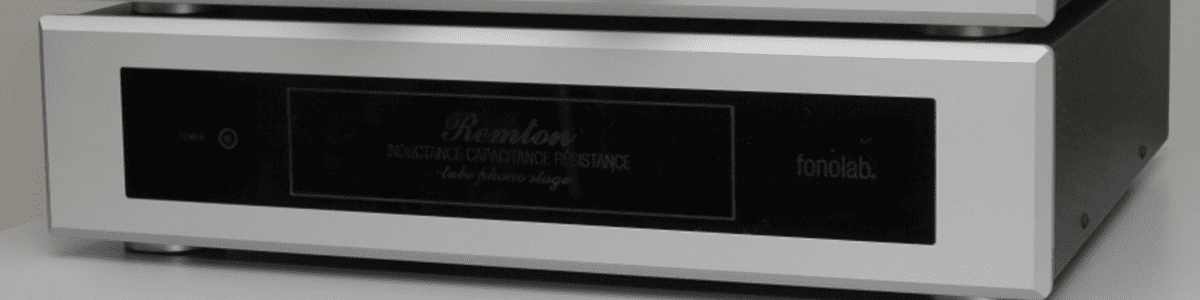 POWER
Remton
INDUCTANCE CAPACITANCE RESISTANCE
tube phono stage
fonolab®